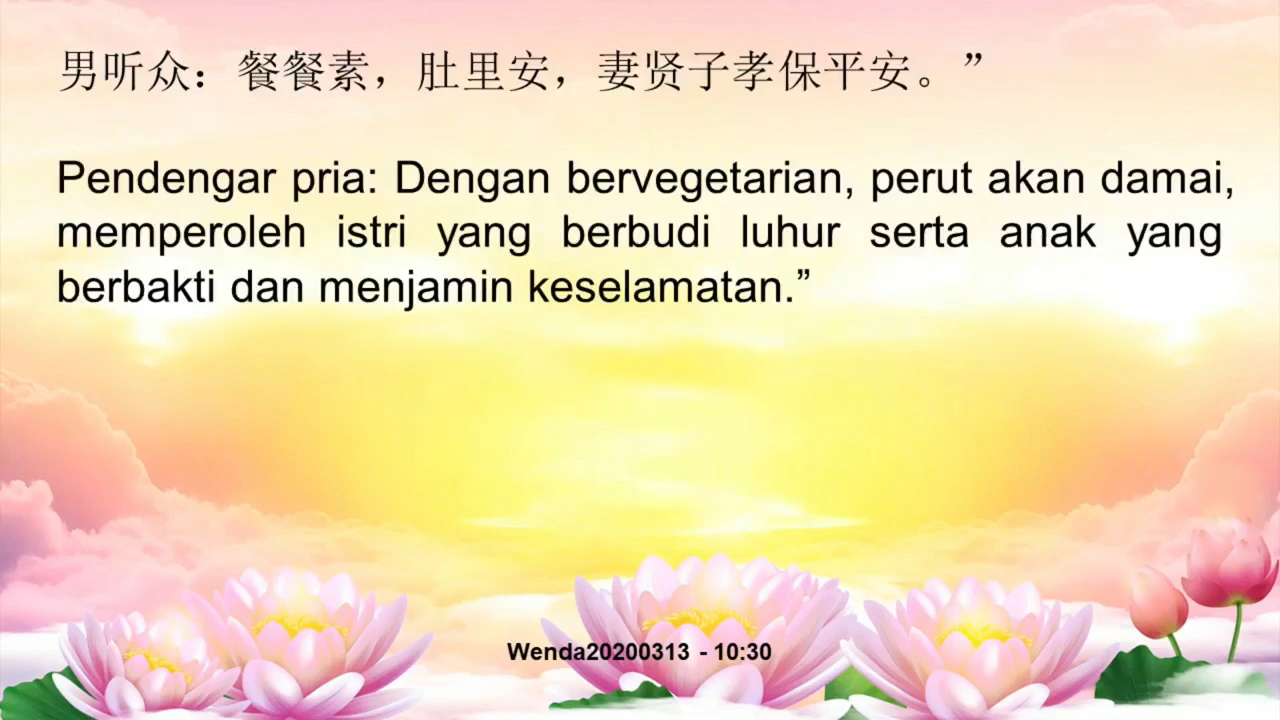 男听众：餐餐素，肚里安，妻贤子孝保平安。”
Pendengar pria: Dengan bervegetarian, perut akan damai,
memperoleh istri yang berbudi luhur serta anak yang
berbakti dan menjamin keselamatan.”
Wenda20200313 - 10:30